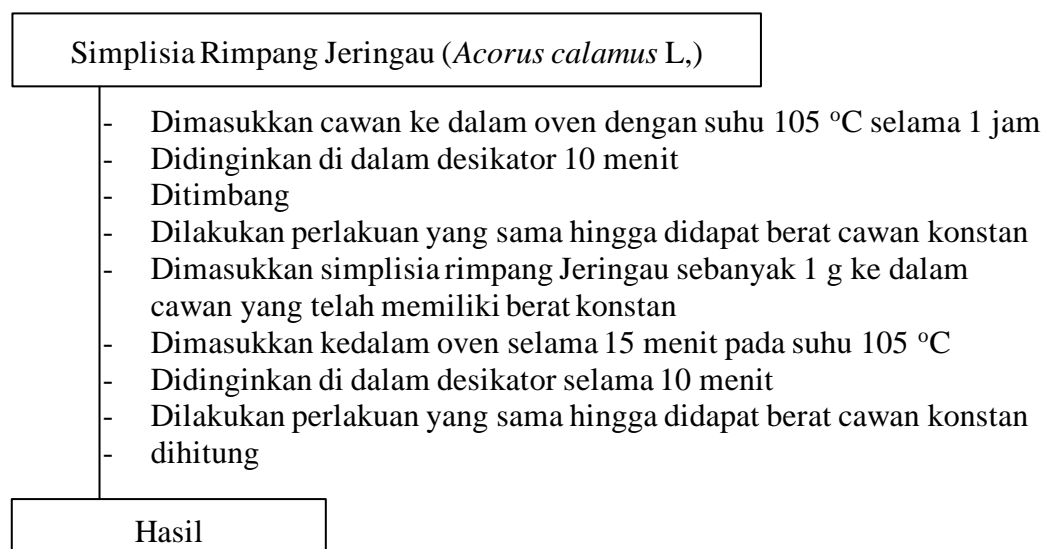 Simplisia Rimpang Jeringau (Acorus calamus L,)
- Dimasukkan cawan ke dalam oven dengan suhu 105 °C selama 1 jam
- Didinginkan di dalam desikator 10 menit
- Ditimbang
- Dilakukan perlakuan yang sama hingga didapat berat cawan konstan
- Dimasukkan simplisia rimpang Jeringau sebanyak 1 g ke dalam
cawan yang telah memiliki berat konstan
- Dimasukkan kedalam oven selama 15 menit pada suhu 105 °C
- Didinginkan di dalam desikator selama 10 menit
- Dilakukan perlakuan yang sama hingga didapat berat cawan konstan
- dihitung
Hasil